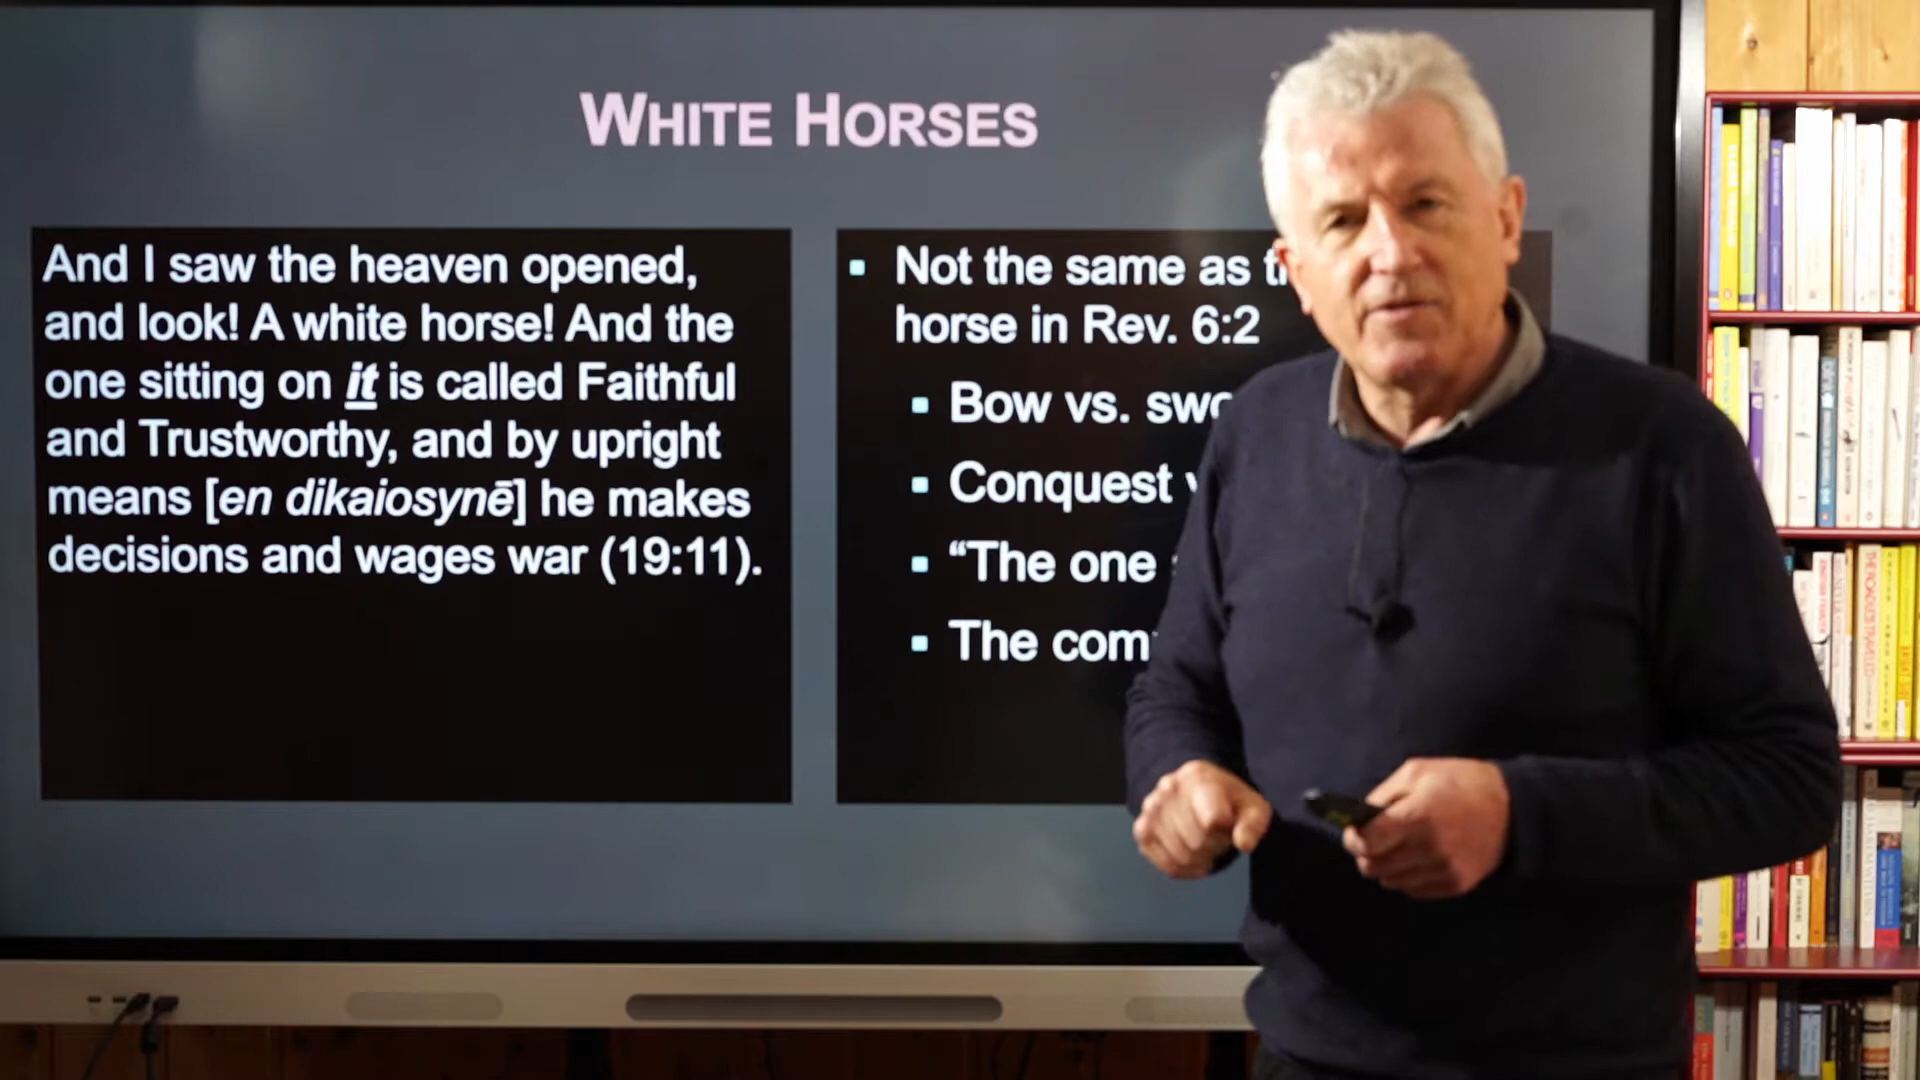 WHITE HORSES
And I saw the heaven opened,
and look! A white horse! And the
one sitting on it is called Faithful
and Trustworthy, and by upright
means [en dikaiosynē] he makes
decisions and wages war (19:11).
Not the same as
horse in Rev. 6:2
Bow vs.
Conquest
“The one
The